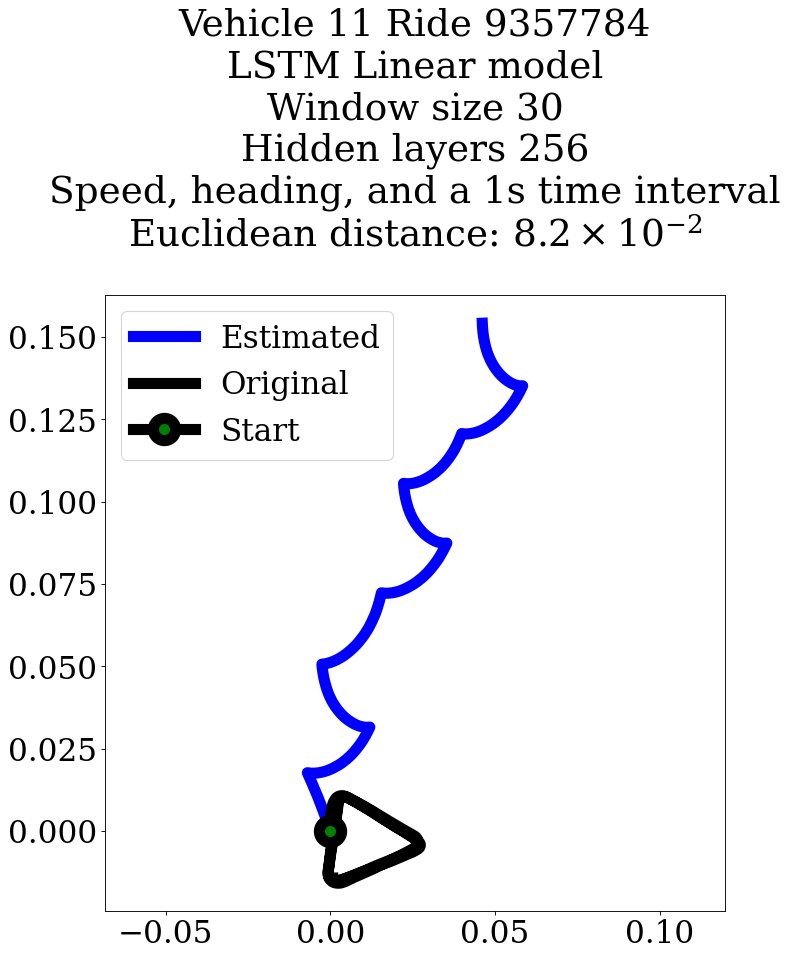 Vehicle 11 Ride 9357784
LSTM Linear model
Window size 30
Hidden layers 256
Speed, heading, and a 1s time interval
Euclidean distance: 8.2 × 10⁻²
Estimated
Original
Start
0.150
0.125
0.100
0.075
0.050
0.025
0.000
−0.05 0.00 0.05 0.10